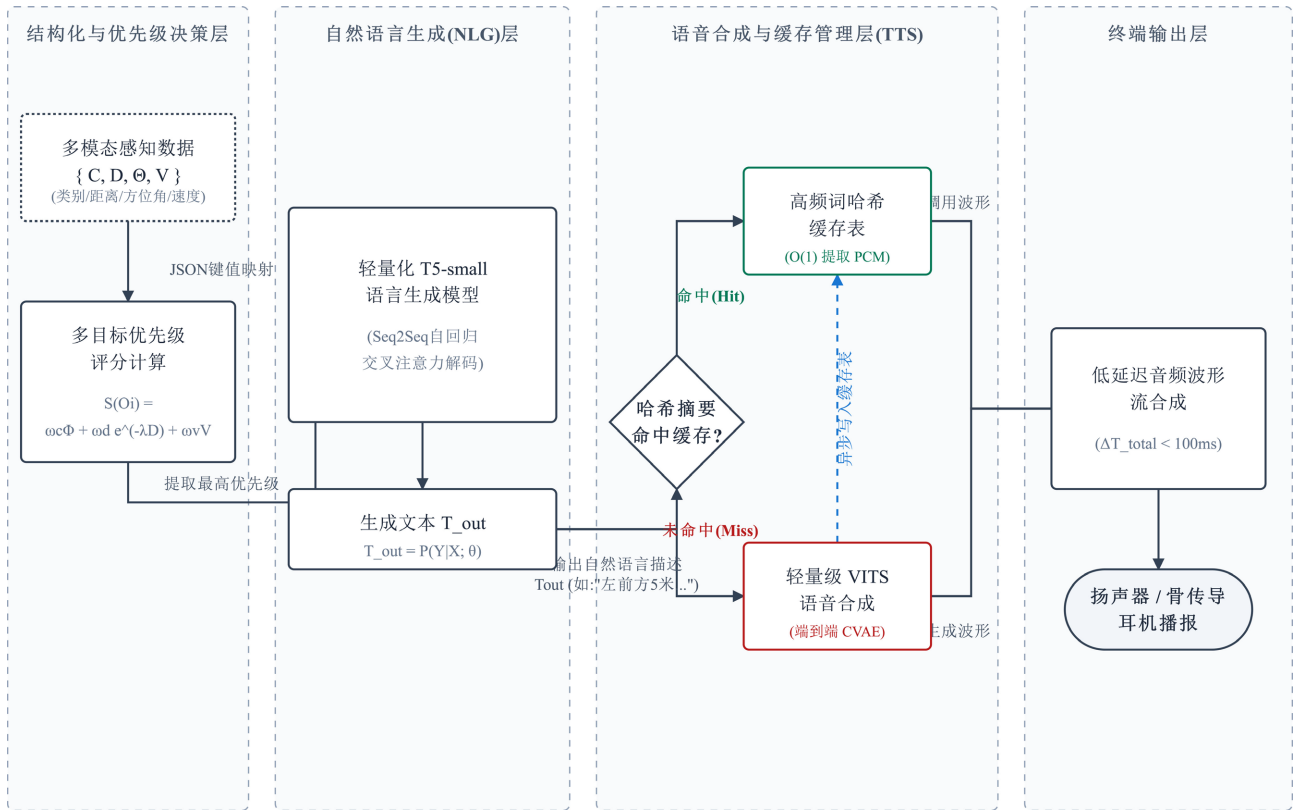 结构化与优先级决策层
多模态感知数据
{ C, D, Θ, V }
(类别/距离/方位角/速度)
JSON键值映射
多目标优先级
评分计算
S(Oi) =
ωcΦ + ωd e^(-λD) + ωvV
提取最高优先级
自然语言生成(NLG)层
轻量化 T5-small
语言生成模型
(Seq2Seq自回归
交叉注意力解码)
生成文本 T_out
T_out = P(Y|X; θ)
输出自然语言描述
Tout (如:"左前方5米..")
语音合成与缓存管理层(TTS)
高频词哈希
缓存表
(O(1) 提取 PCM)
调用波形
命中(Hit)
哈希摘要
命中缓存?
异步写入缓存表
未命中(Miss)
轻量级 VITS
语音合成
(端到端 CVAE)
生成波形
终端输出层
低延迟音频波形
流合成
(ΔT_total < 100ms)
扬声器 / 骨传导
耳机播报